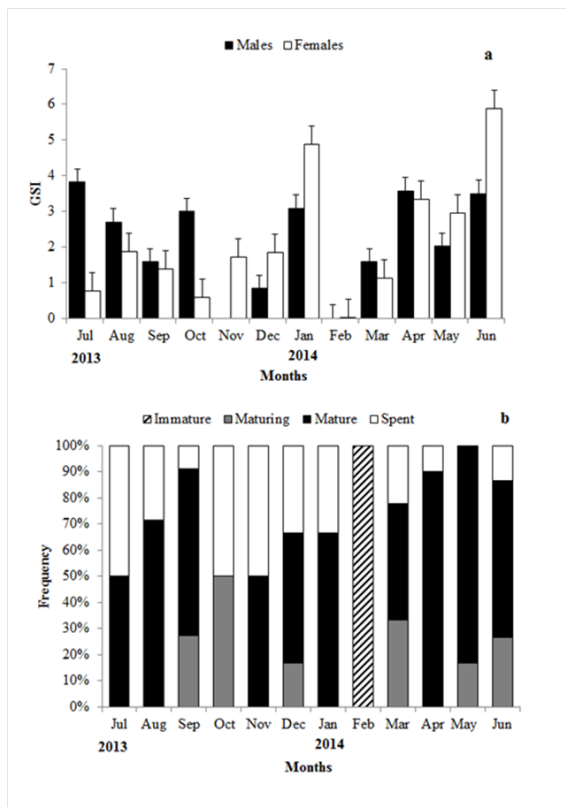 Males Females
a
7
6
5
4
3
2
1
0
GSI
Jul Aug Sep Oct Nov Dec Jan Feb Mar Apr May Jun
2013 2014
Months
Immature Maturing Mature Spent
b
100%
90%
80%
70%
60%
50%
40%
30%
20%
10%
0%
Frequency
Jul Aug Sep Oct Nov Dec Jan Feb Mar Apr May Jun
2013 2014
Months